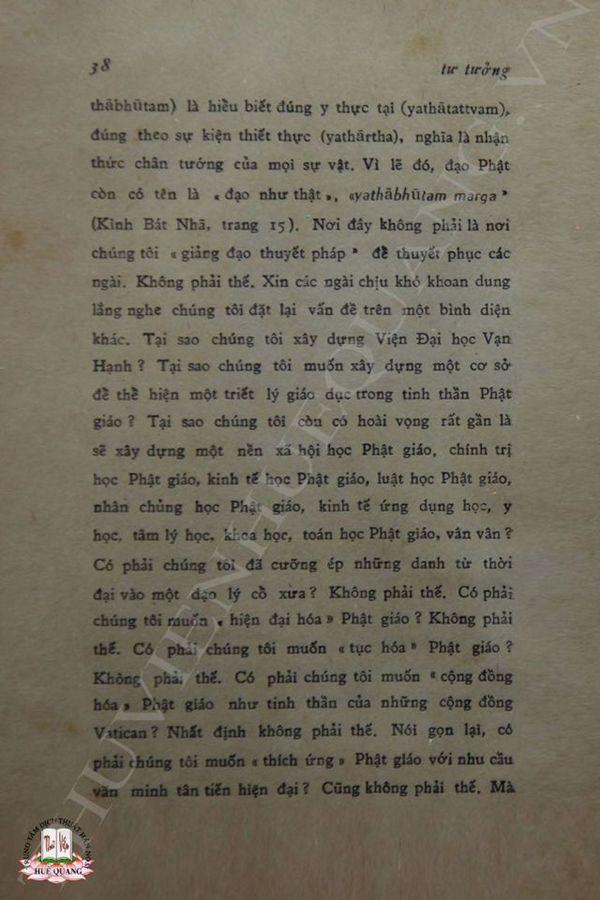 38
tư tưởng
thābhūtam) là hiểu biết đúng y thực tại (yathātattvam),
đúng theo sự kiện thiết thực (yathārtha), nghĩa là nhận
thức chân tướng của mọi sự vật. Vì lẽ đó, đạo Phật
còn có tên là « đạo như thật », «yathābhūtam marga »
(Kinh Bát Nhã, trang 15). Nơi đây không phải là nơi
chúng tôi « giảng đạo thuyết pháp » để thuyết phục các
ngài. Không phải thế. Xin các ngài chịu khó khoan dung
lắng nghe chúng tôi đặt lại vấn đề trên một bình diện
khác. Tại sao chúng tôi xây dựng Viện Đại học Vạn
Hạnh ? Tại sao chúng tôi muốn xây dựng một cơ sở
để thể hiện một triết lý giáo dục trong tinh thần Phật
giáo ? Tại sao chúng tôi còn có hoài vọng rất gần là
sẽ xây dựng một nền xã hội học Phật giáo, chính trị
học Phật giáo, kinh tế học Phật giáo, luật học Phật giáo,
nhân chủng học Phật giáo, kinh tế ứng dụng học, y
học, tâm lý học, khoa học, toán học Phật giáo, vân vân ?
Có phải chúng tôi đã cưỡng ép những danh từ thời
đại vào một đạo lý cổ xưa ? Không phải thế. Có phải
chúng tôi muốn « hiện đại hóa » Phật giáo ? Không phải
thế. Có phải chúng tôi muốn « tục hóa » Phật giáo ?
Không phải thế. Có phải chúng tôi muốn « cộng đồng
hóa » Phật giáo như tinh thần của những cộng đồng
Vatican ? Nhất định không phải thế. Nói gọn lại, có
phải chúng tôi muốn « thích ứng » Phật giáo với nhu cầu
văn minh tân tiến hiện đại ? Cũng không phải thế. Mà
THUVIENHUEQUANG.VN
TRUNG TÂM DỊCH THUẬT HÁN NÔM
HUỆ QUANG